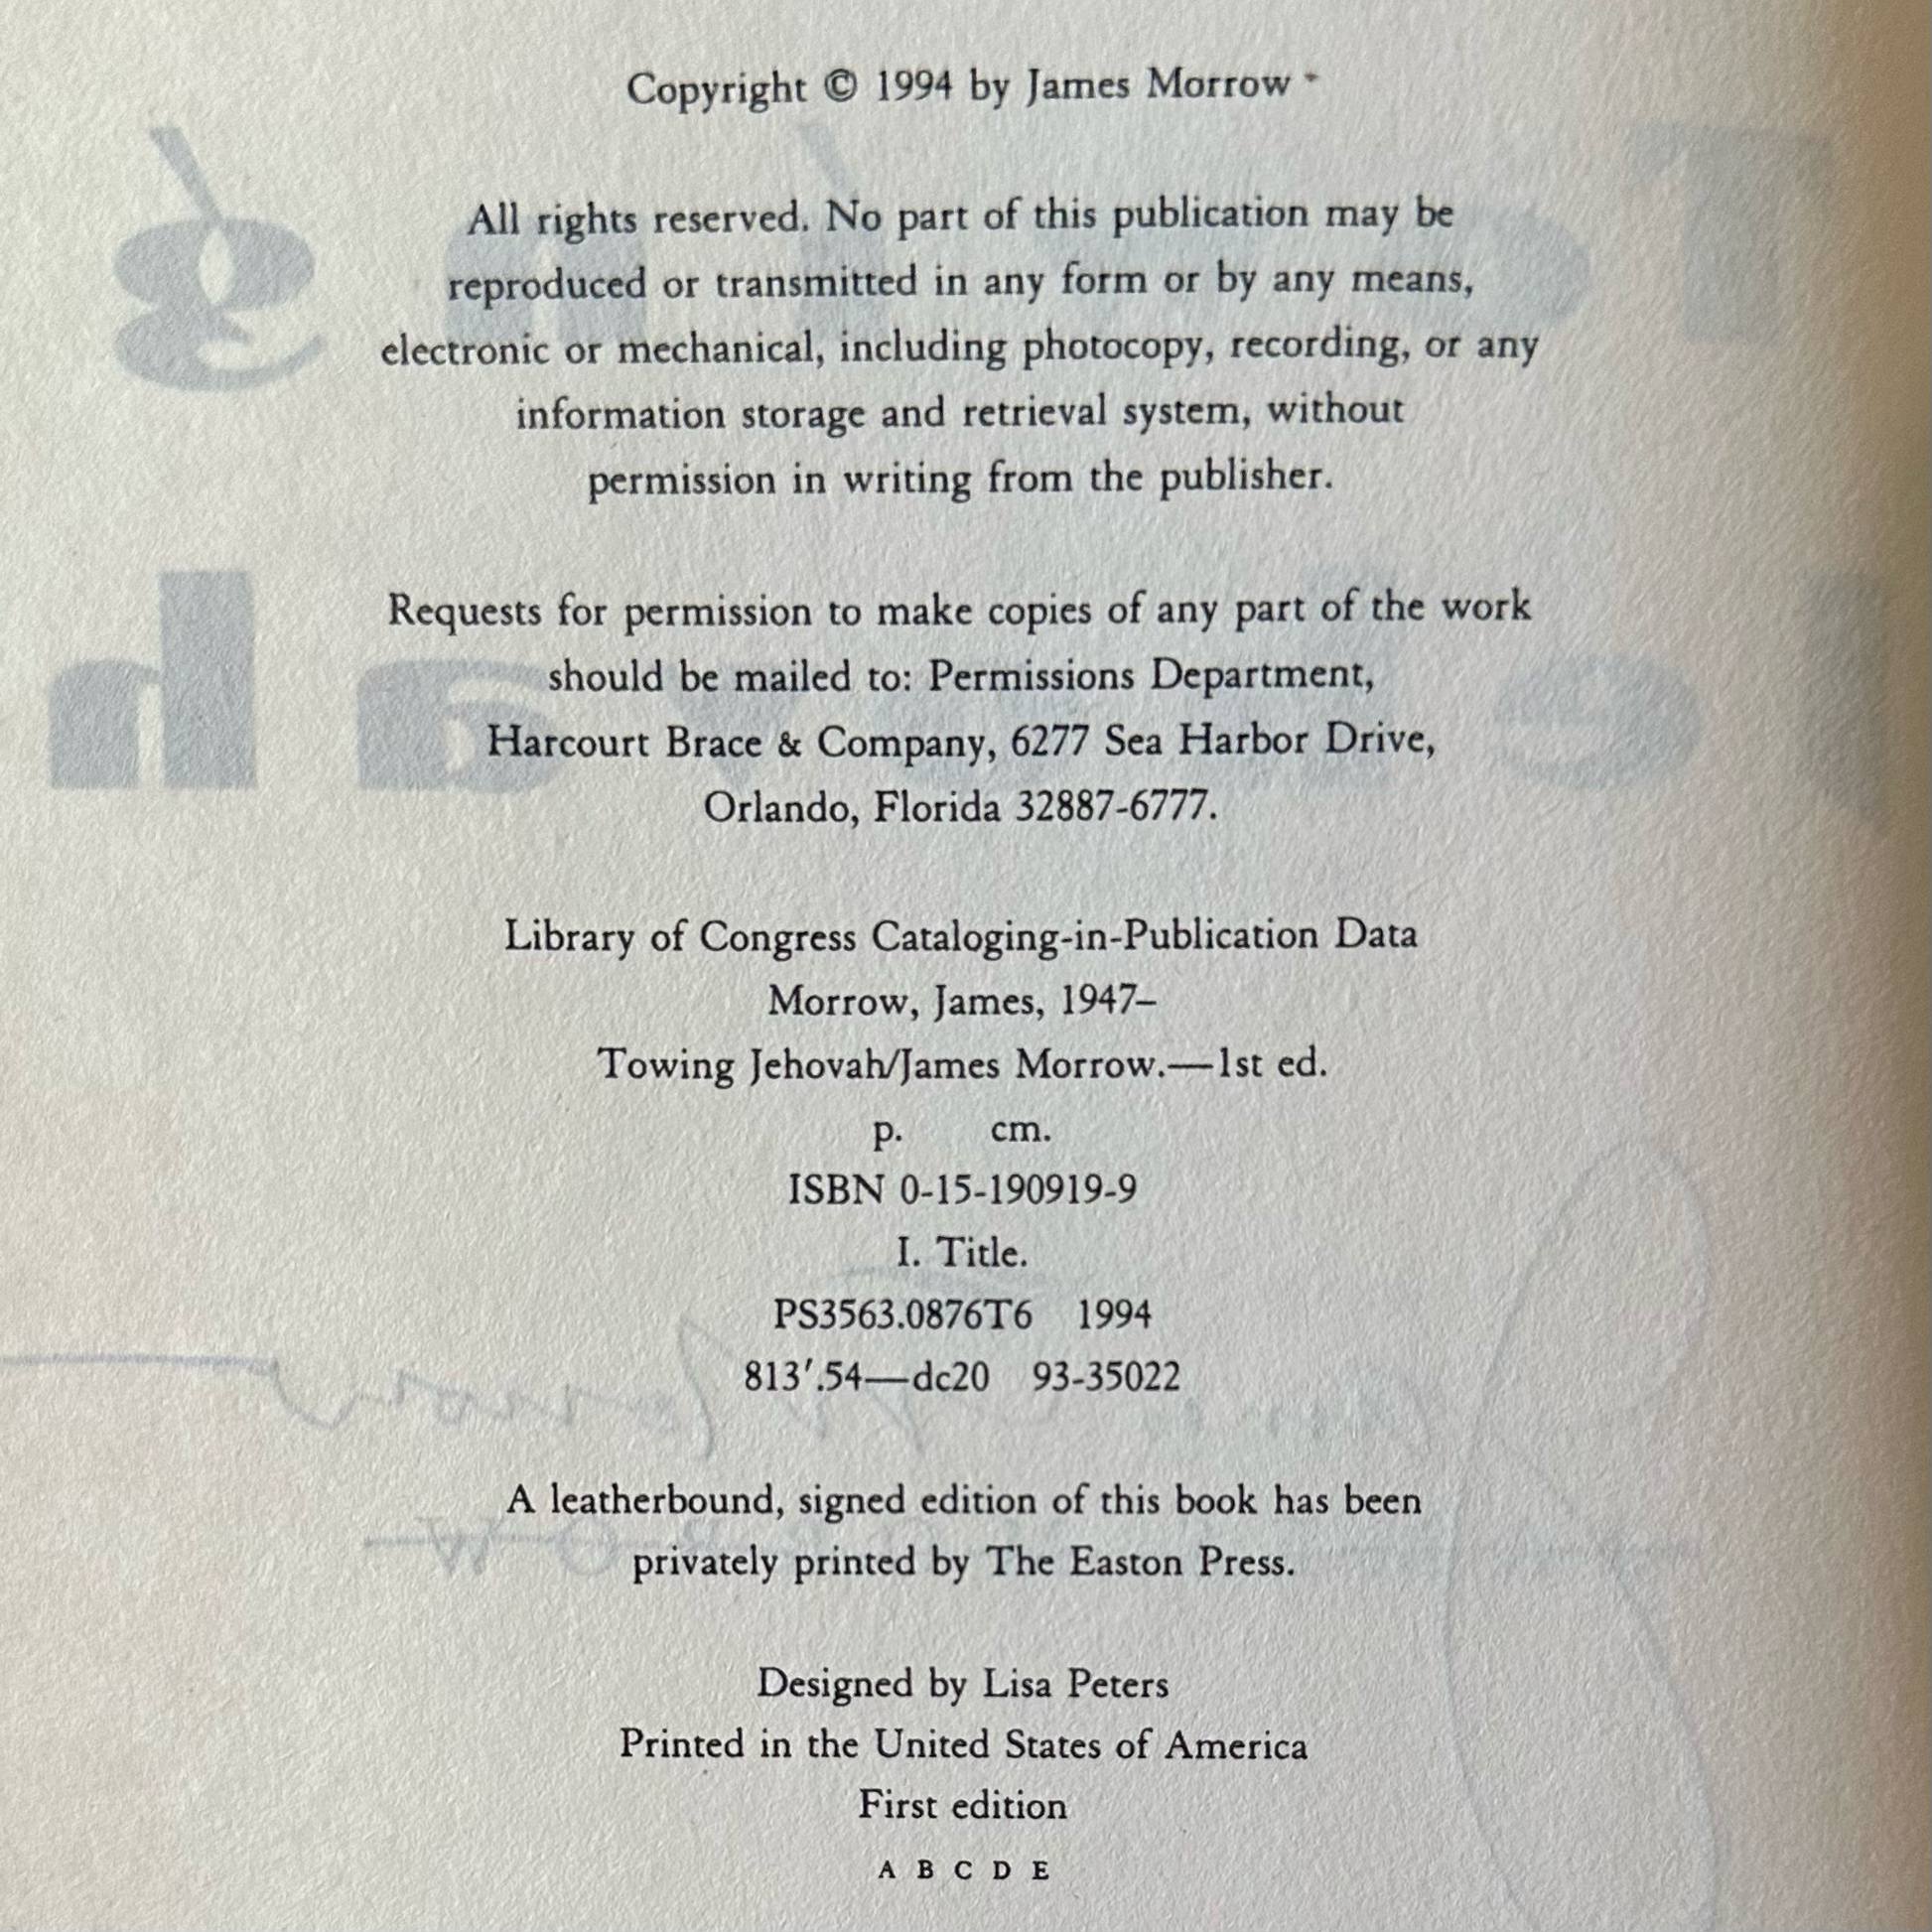 Copyright © 1994 by James Morrow
All rights reserved. No part of this publication may be
reproduced or transmitted in any form or by any means,
electronic or mechanical, including photocopy, recording, or any
information storage and retrieval system, without
permission in writing from the publisher.
Requests for permission to make copies of any part of the work
should be mailed to: Permissions Department,
Harcourt Brace & Company, 6277 Sea Harbor Drive,
Orlando, Florida 32887-6777.
Library of Congress Cataloging-in-Publication Data
Morrow, James, 1947–
Towing Jehovah/James Morrow.—1st ed.
p. cm.
ISBN 0-15-190919-9
I. Title.
PS3563.0876T6 1994
813′.54—dc20 93-35022
A leatherbound, signed edition of this book has been
privately printed by The Easton Press.
Designed by Lisa Peters
Printed in the United States of America
First edition
A B C D E